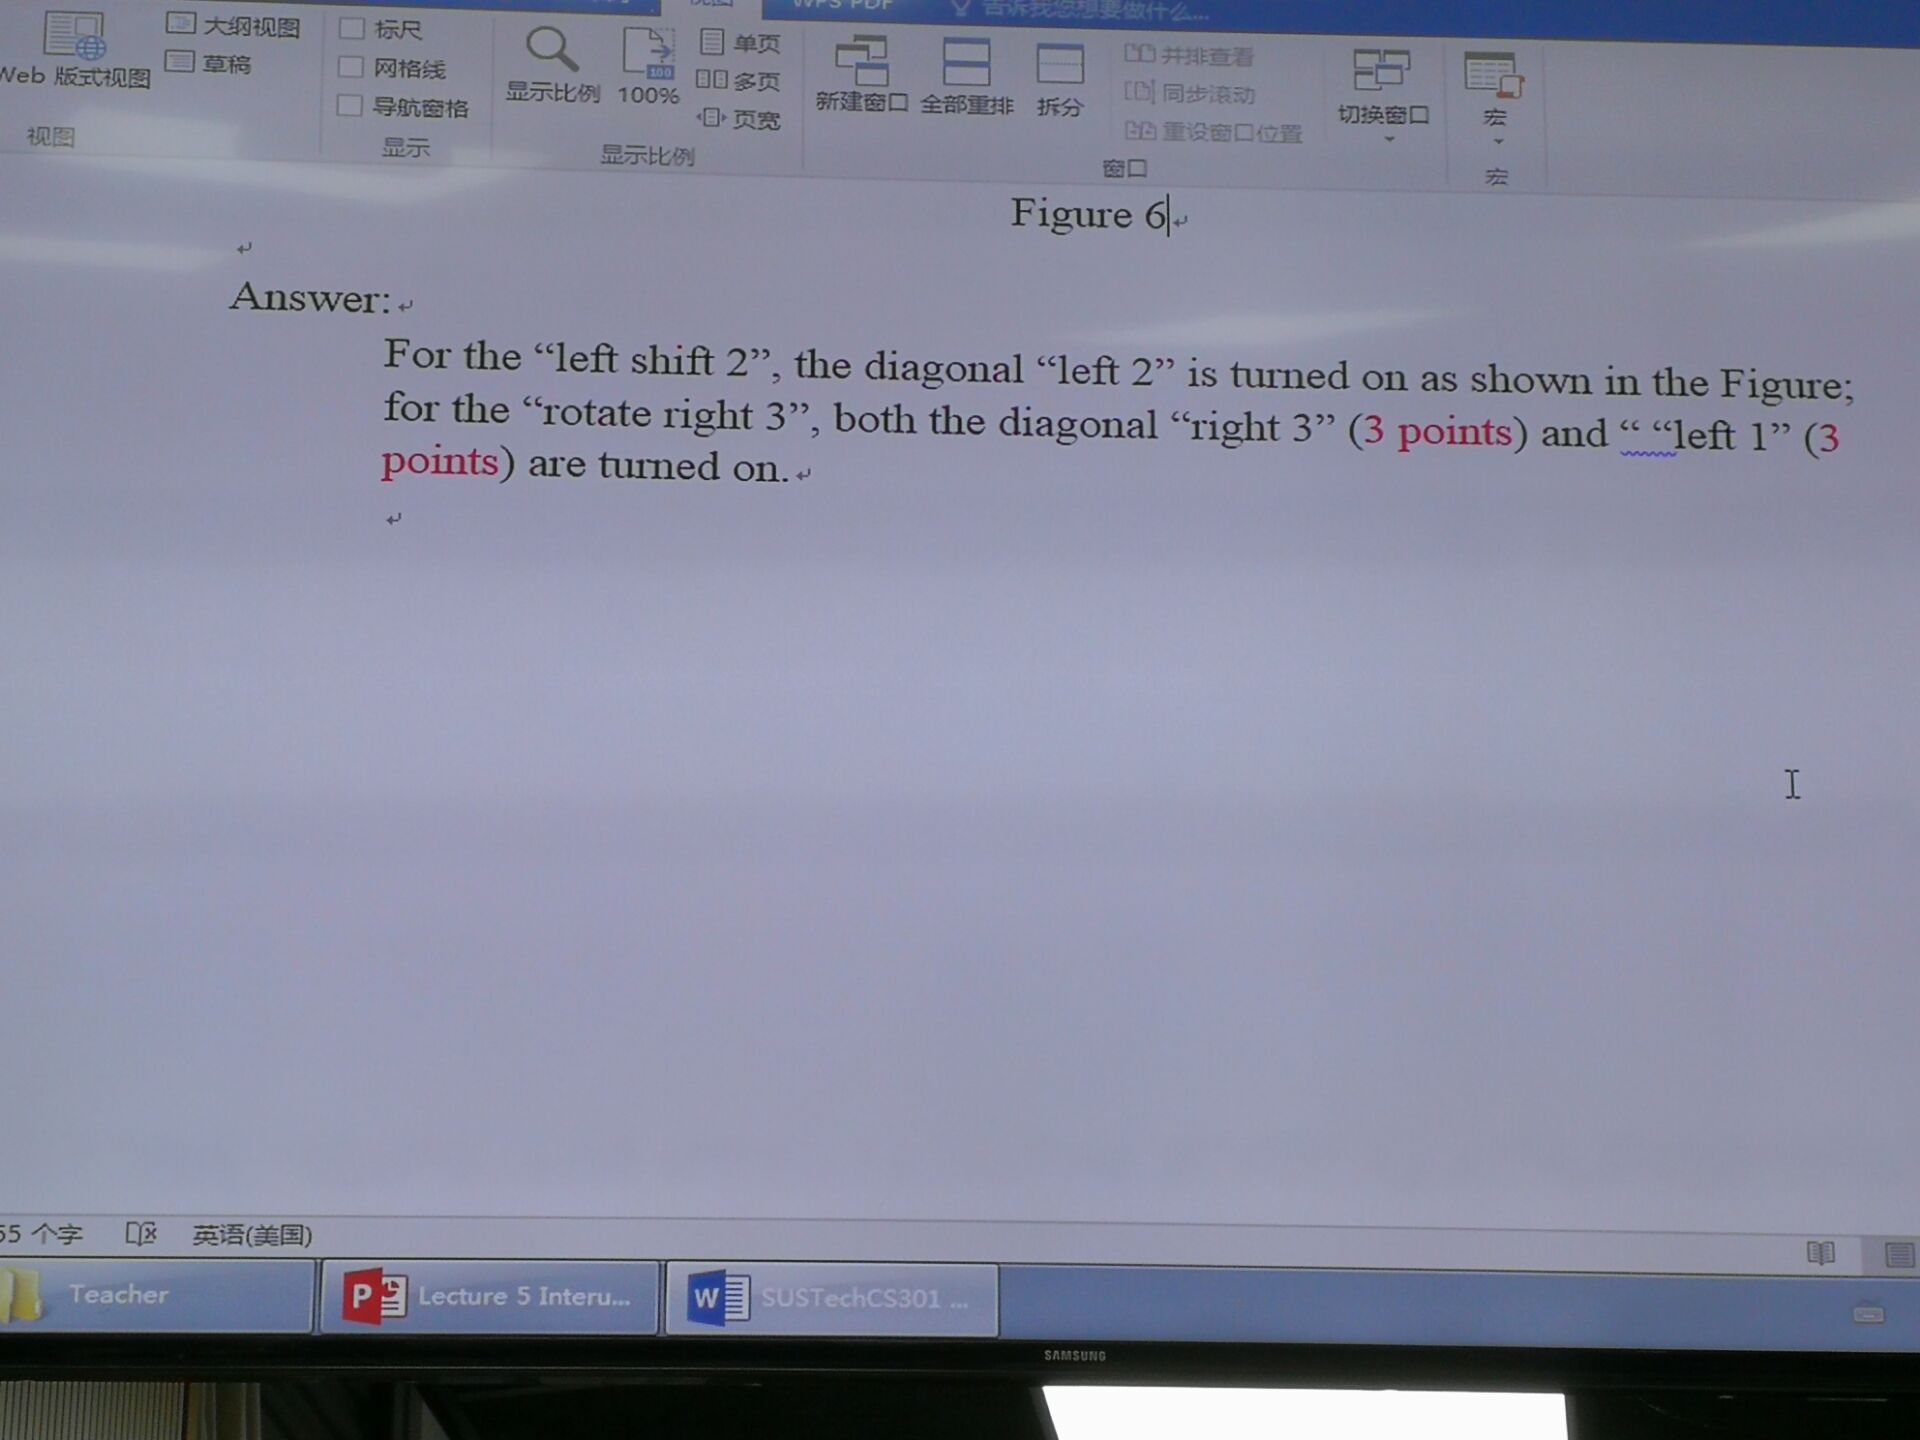 视图 WPS PDF 告诉我您想要做什么...
大纲视图 标尺 单页 并排查看
草稿 网格线 多页 同步滚动
Web 版式视图 导航窗格 显示比例 100% 页宽 新建窗口 全部重排 拆分 重设窗口位置 切换窗口 宏
视图 显示 显示比例 窗口 宏
Figure 6
Answer:
For the “left shift 2”, the diagonal “left 2” is turned on as shown in the Figure;
for the “rotate right 3”, both the diagonal “right 3” (3 points) and “ “left 1” (3
points) are turned on.
55 个字 英语(美国)
Teacher Lecture 5 Interu... SUSTechCS301 ...
SAMSUNG